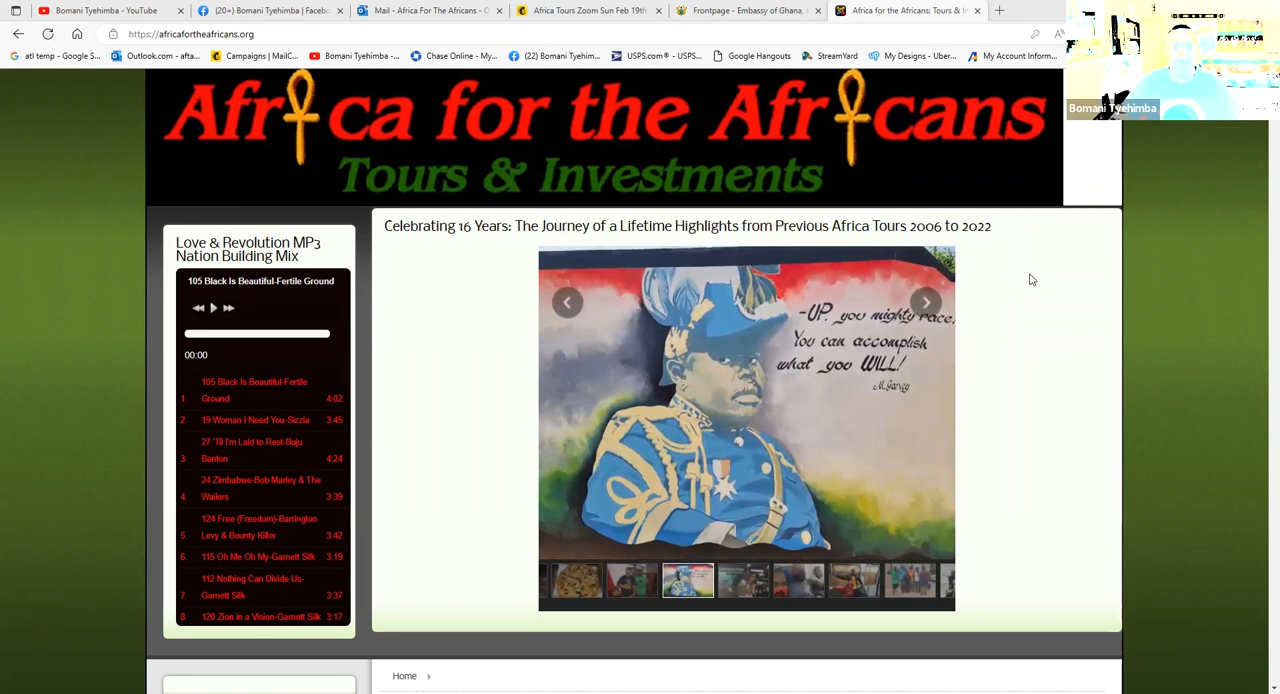 Bomani Tyehimba - YouTube
(20+) Bomani Tyehimba | Facebo
Mail - Africa For The Africans - O
Africa Tours Zoom Sun Feb 19th
Frontpage - Embassy of Ghana, W
Africa for the Africans: Tours & In
https://africafortheafricans.org
atl temp - Google S...
Outlook.com - afta...
Campaigns | MailC...
Bomani Tyehimba -...
Chase Online - My...
(22) Bomani Tyehim...
USPS.com® - USPS...
Google Hangouts
StreamYard
My Designs - Uber...
My Account Inform...
Bomani Tyehimba
Africa for the Africans
Tours & Investments
Celebrating 16 Years: The Journey of a Lifetime Highlights from Previous Africa Tours 2006 to 2022
Love & Revolution MP3
Nation Building Mix
105 Black Is Beautiful-Fertile Ground
00:00
105 Black Is Beautiful-Fertile
1. Ground 4:02
2. 19 Woman I Need You-Sizzla 3:45
27 'Til I'm Laid to Rest-Buju
3. Banton 4:24
24 Zimbabwe-Bob Marley & The
4. Wailers 3:39
124 Free (Freedom)-Barrington
5. Levy & Bounty Killer 3:42
6. 115 Oh Me Oh My-Garnett Silk 3:19
112 Nothing Can Divide Us-
7. Garnett Silk 3:37
8. 120 Zion in a Vision-Garnett Silk 3:17
-UP, you mighty race,
You can accomplish
what you WILL!
M. Garvey
Home